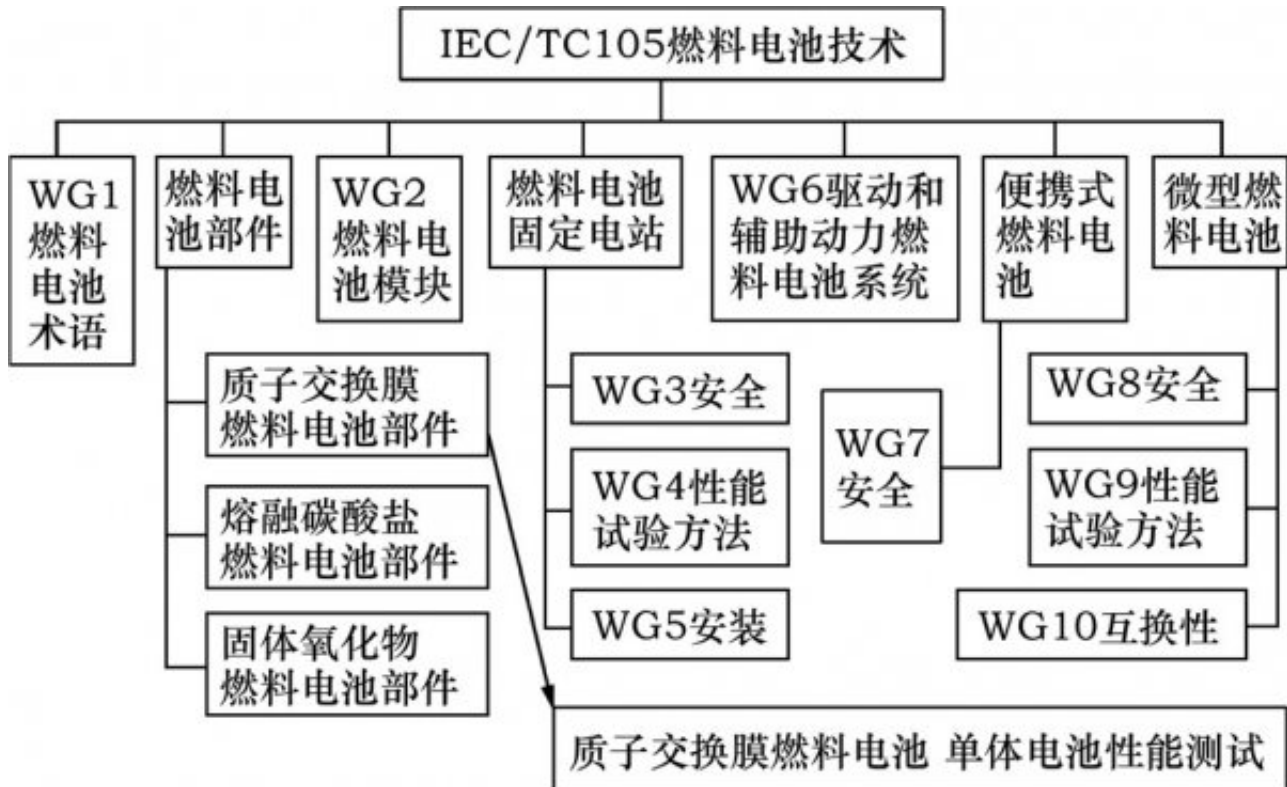 IEC/TC105燃料电池技术
WG1
燃料
电池
术语
燃料电
池部件
WG2
燃料电
池模块
燃料电池
固定电站
WG6驱动和
辅助动力燃
料电池系统
便携式
燃料电
池
微型燃
料电池
质子交换膜
燃料电池部件
熔融碳酸盐
燃料电池部件
固体氧化物
燃料电池部件
WG3安全
WG4性能
试验方法
WG5安装
WG7
安全
WG8安全
WG9性能
试验方法
WG10互换性
质子交换膜燃料电池 单体电池性能测试